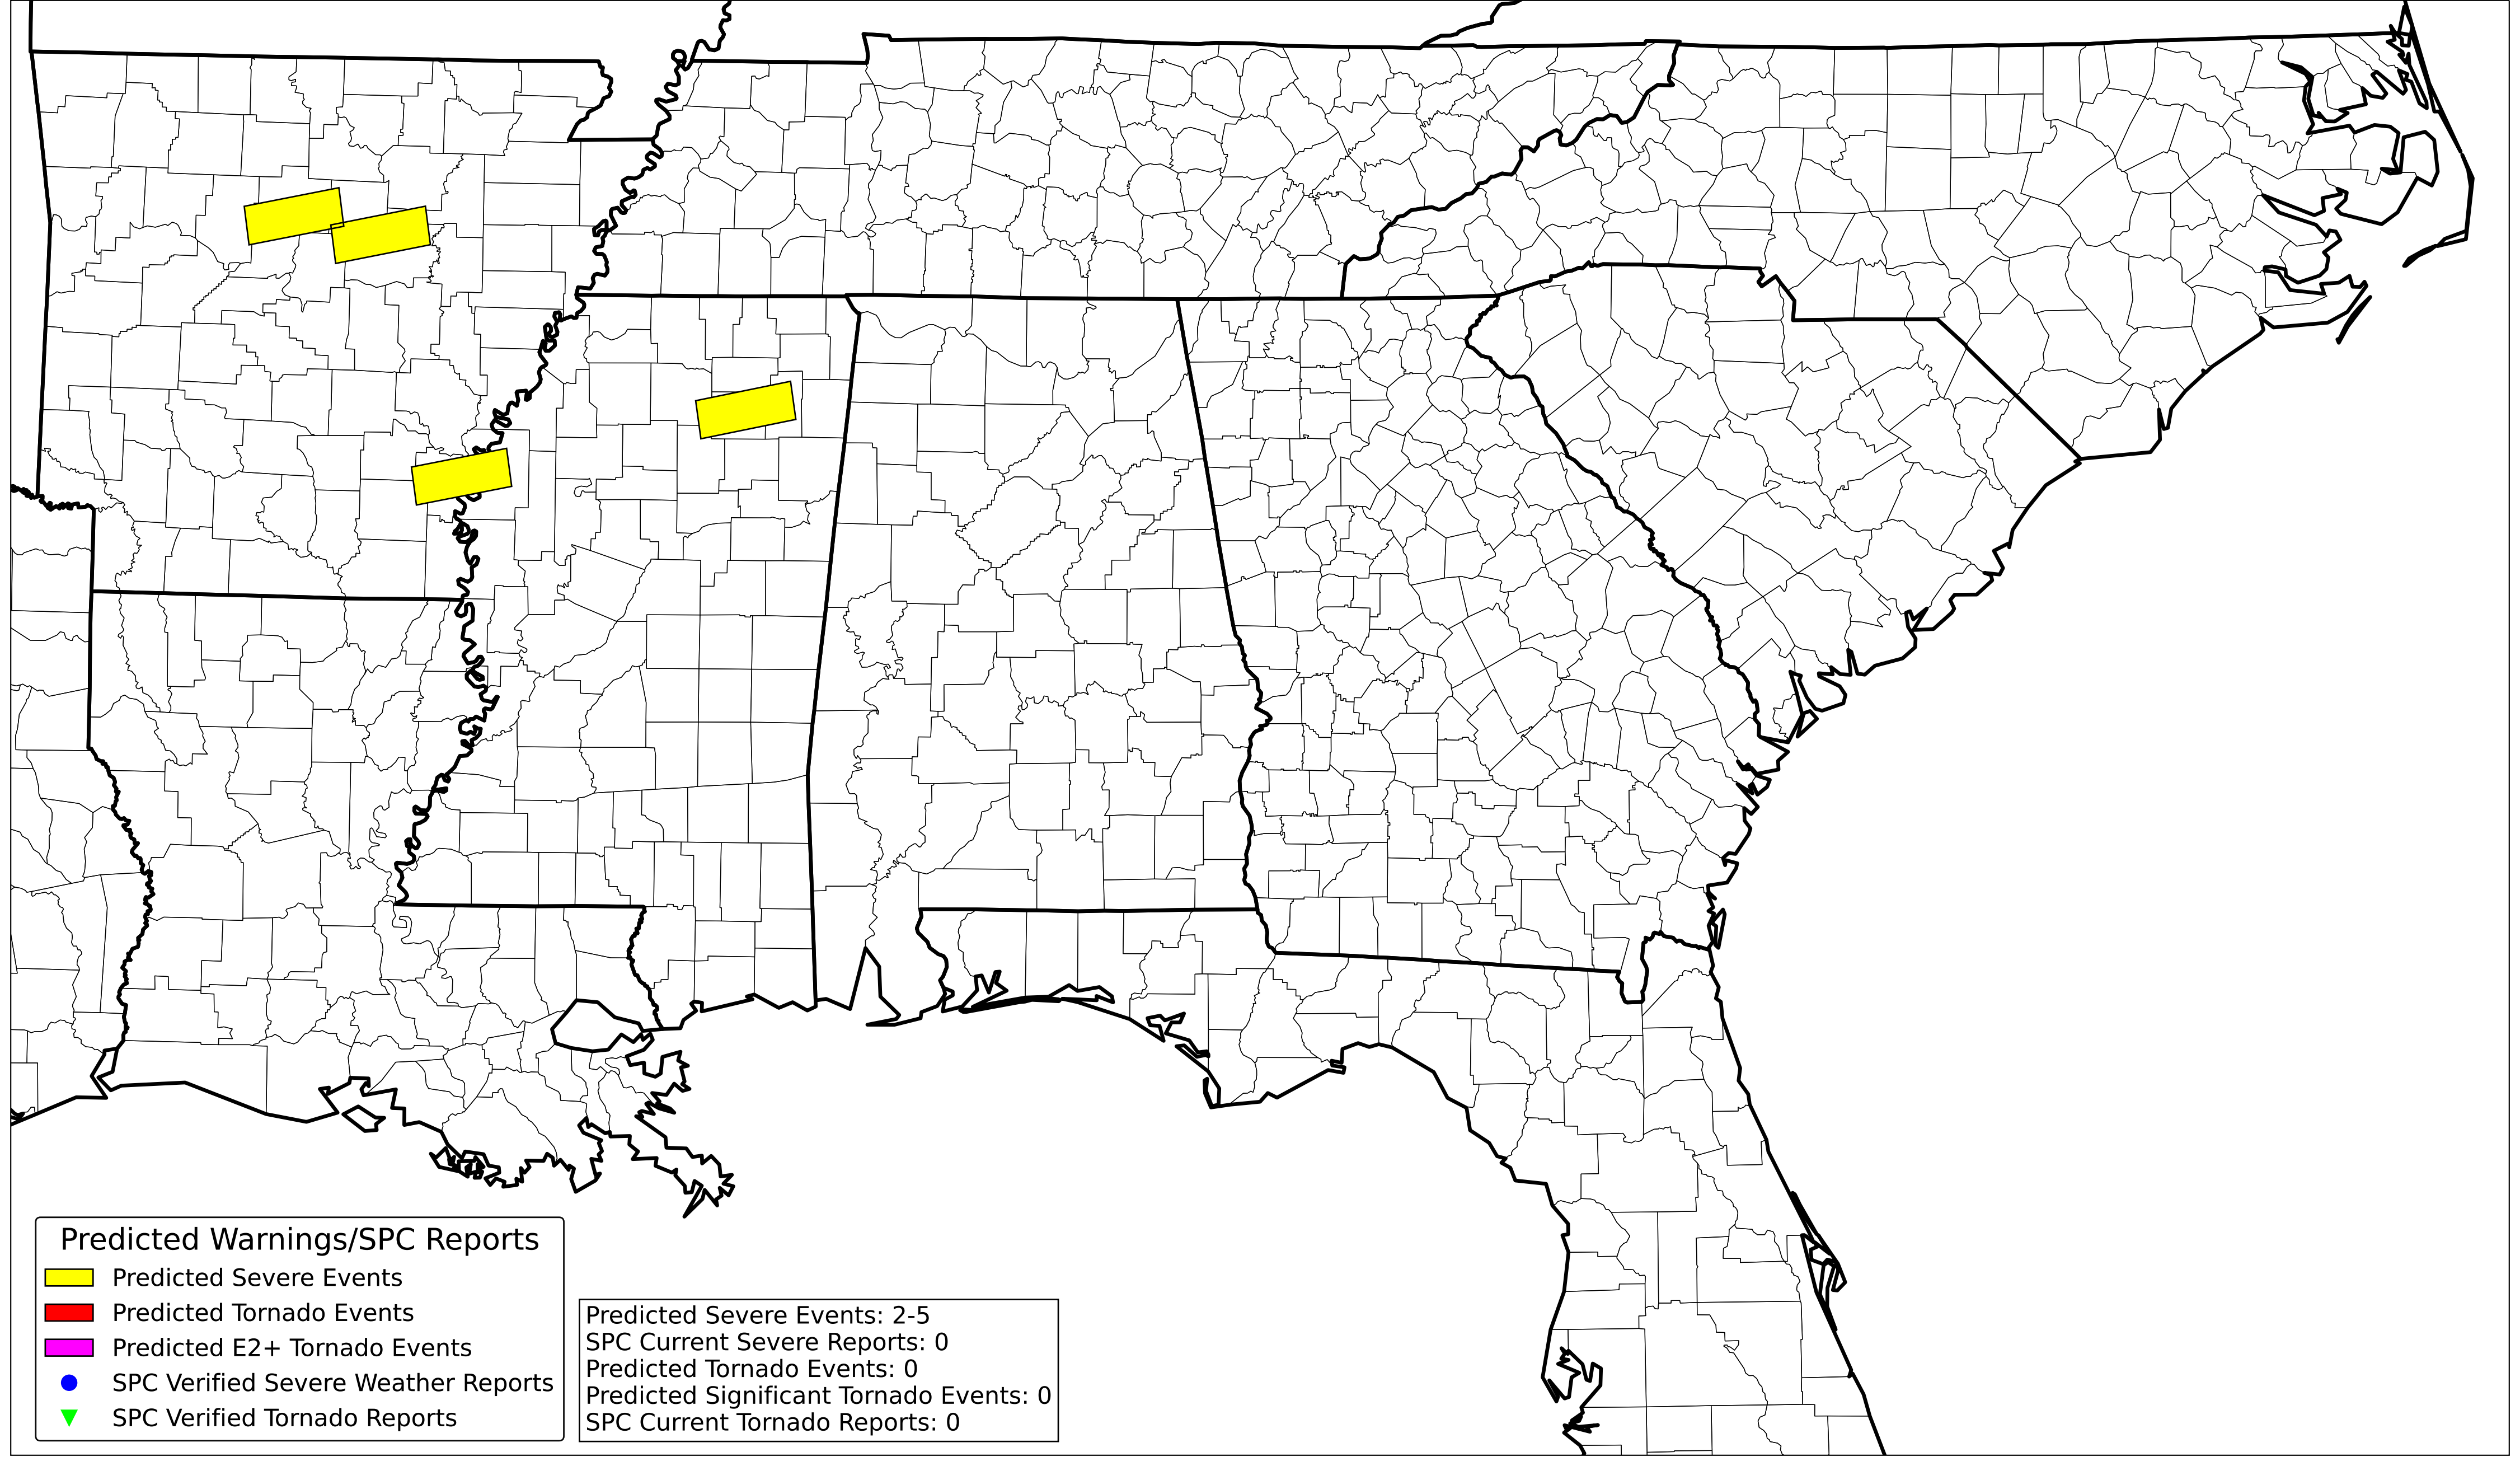 Predicted Warnings/SPC Reports
Predicted Severe Events
Predicted Tornado Events
Predicted E2+ Tornado Events
SPC Verified Severe Weather Reports
SPC Verified Tornado Reports
Predicted Severe Events: 2-5
SPC Current Severe Reports: 0
Predicted Tornado Events: 0
Predicted Significant Tornado Events: 0
SPC Current Tornado Reports: 0